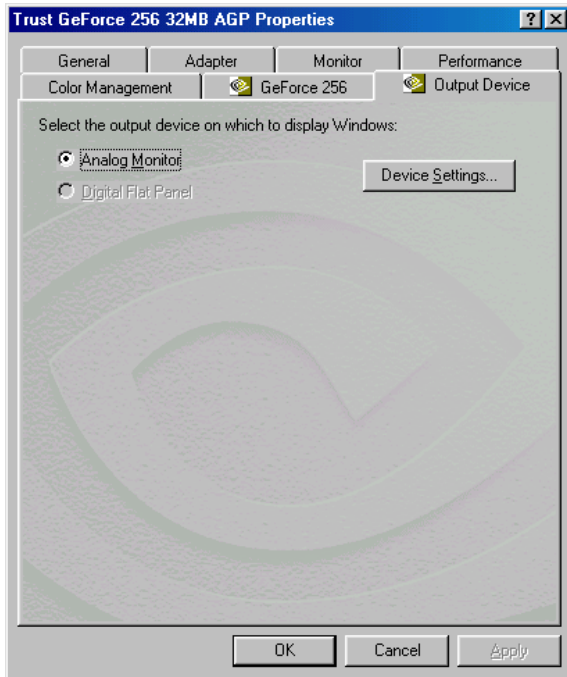 Trust GeForce 256 32MB AGP Properties
General Adapter Monitor Performance
Color Management GeForce 256 Output Device
Select the output device on which to display Windows:
Analog Monitor
Device Settings...
Digital Flat Panel
OK Cancel Apply